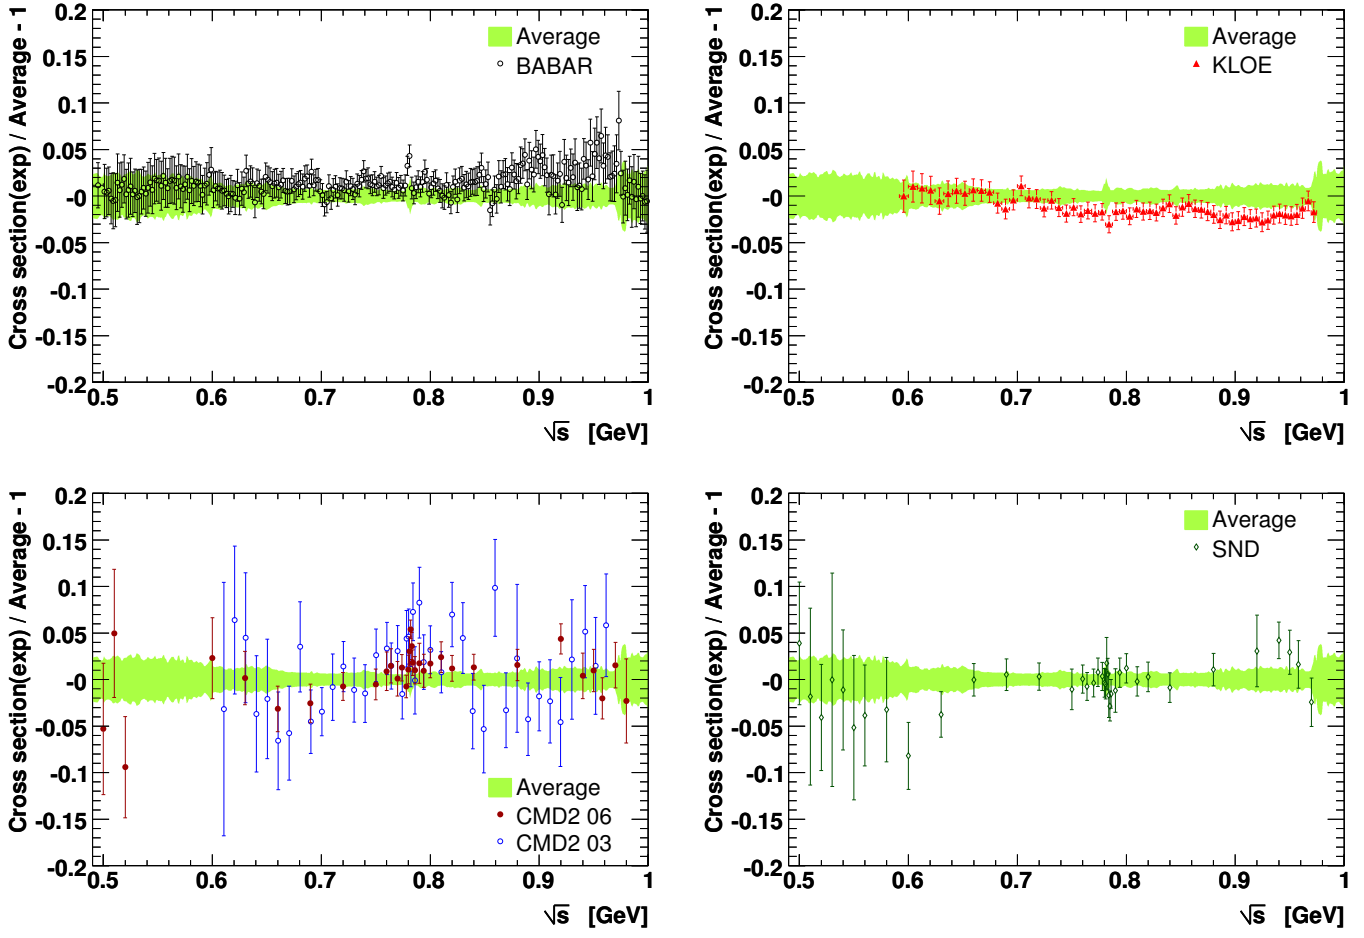 Cross section(exp) / Average - 1
0.2
0.15
0.1
0.05
-0
-0.05
-0.1
-0.15
-0.2
Average
BABAR
0.5 0.6 0.7 0.8 0.9 1
√s [GeV]
Cross section(exp) / Average - 1
0.2
0.15
0.1
0.05
-0
-0.05
-0.1
-0.15
-0.2
Average
KLOE
0.5 0.6 0.7 0.8 0.9 1
√s [GeV]
Cross section(exp) / Average - 1
0.2
0.15
0.1
0.05
-0
-0.05
-0.1
-0.15
-0.2
Average
CMD2 06
CMD2 03
0.5 0.6 0.7 0.8 0.9 1
√s [GeV]
Cross section(exp) / Average - 1
0.2
0.15
0.1
0.05
-0
-0.05
-0.1
-0.15
-0.2
Average
SND
0.5 0.6 0.7 0.8 0.9 1
√s [GeV]